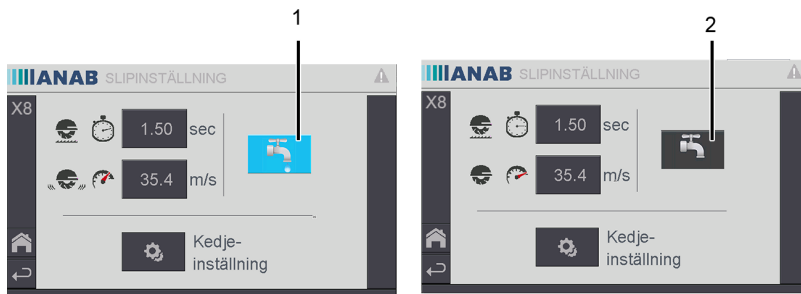 1
ANAB SLIPINSTÄLLNING
X8
1.50 sec
35.4 m/s
Kedje-
inställning
2
ANAB SLIPINSTÄLLNING
X8
1.50 sec
35.4 m/s
Kedje-
inställning